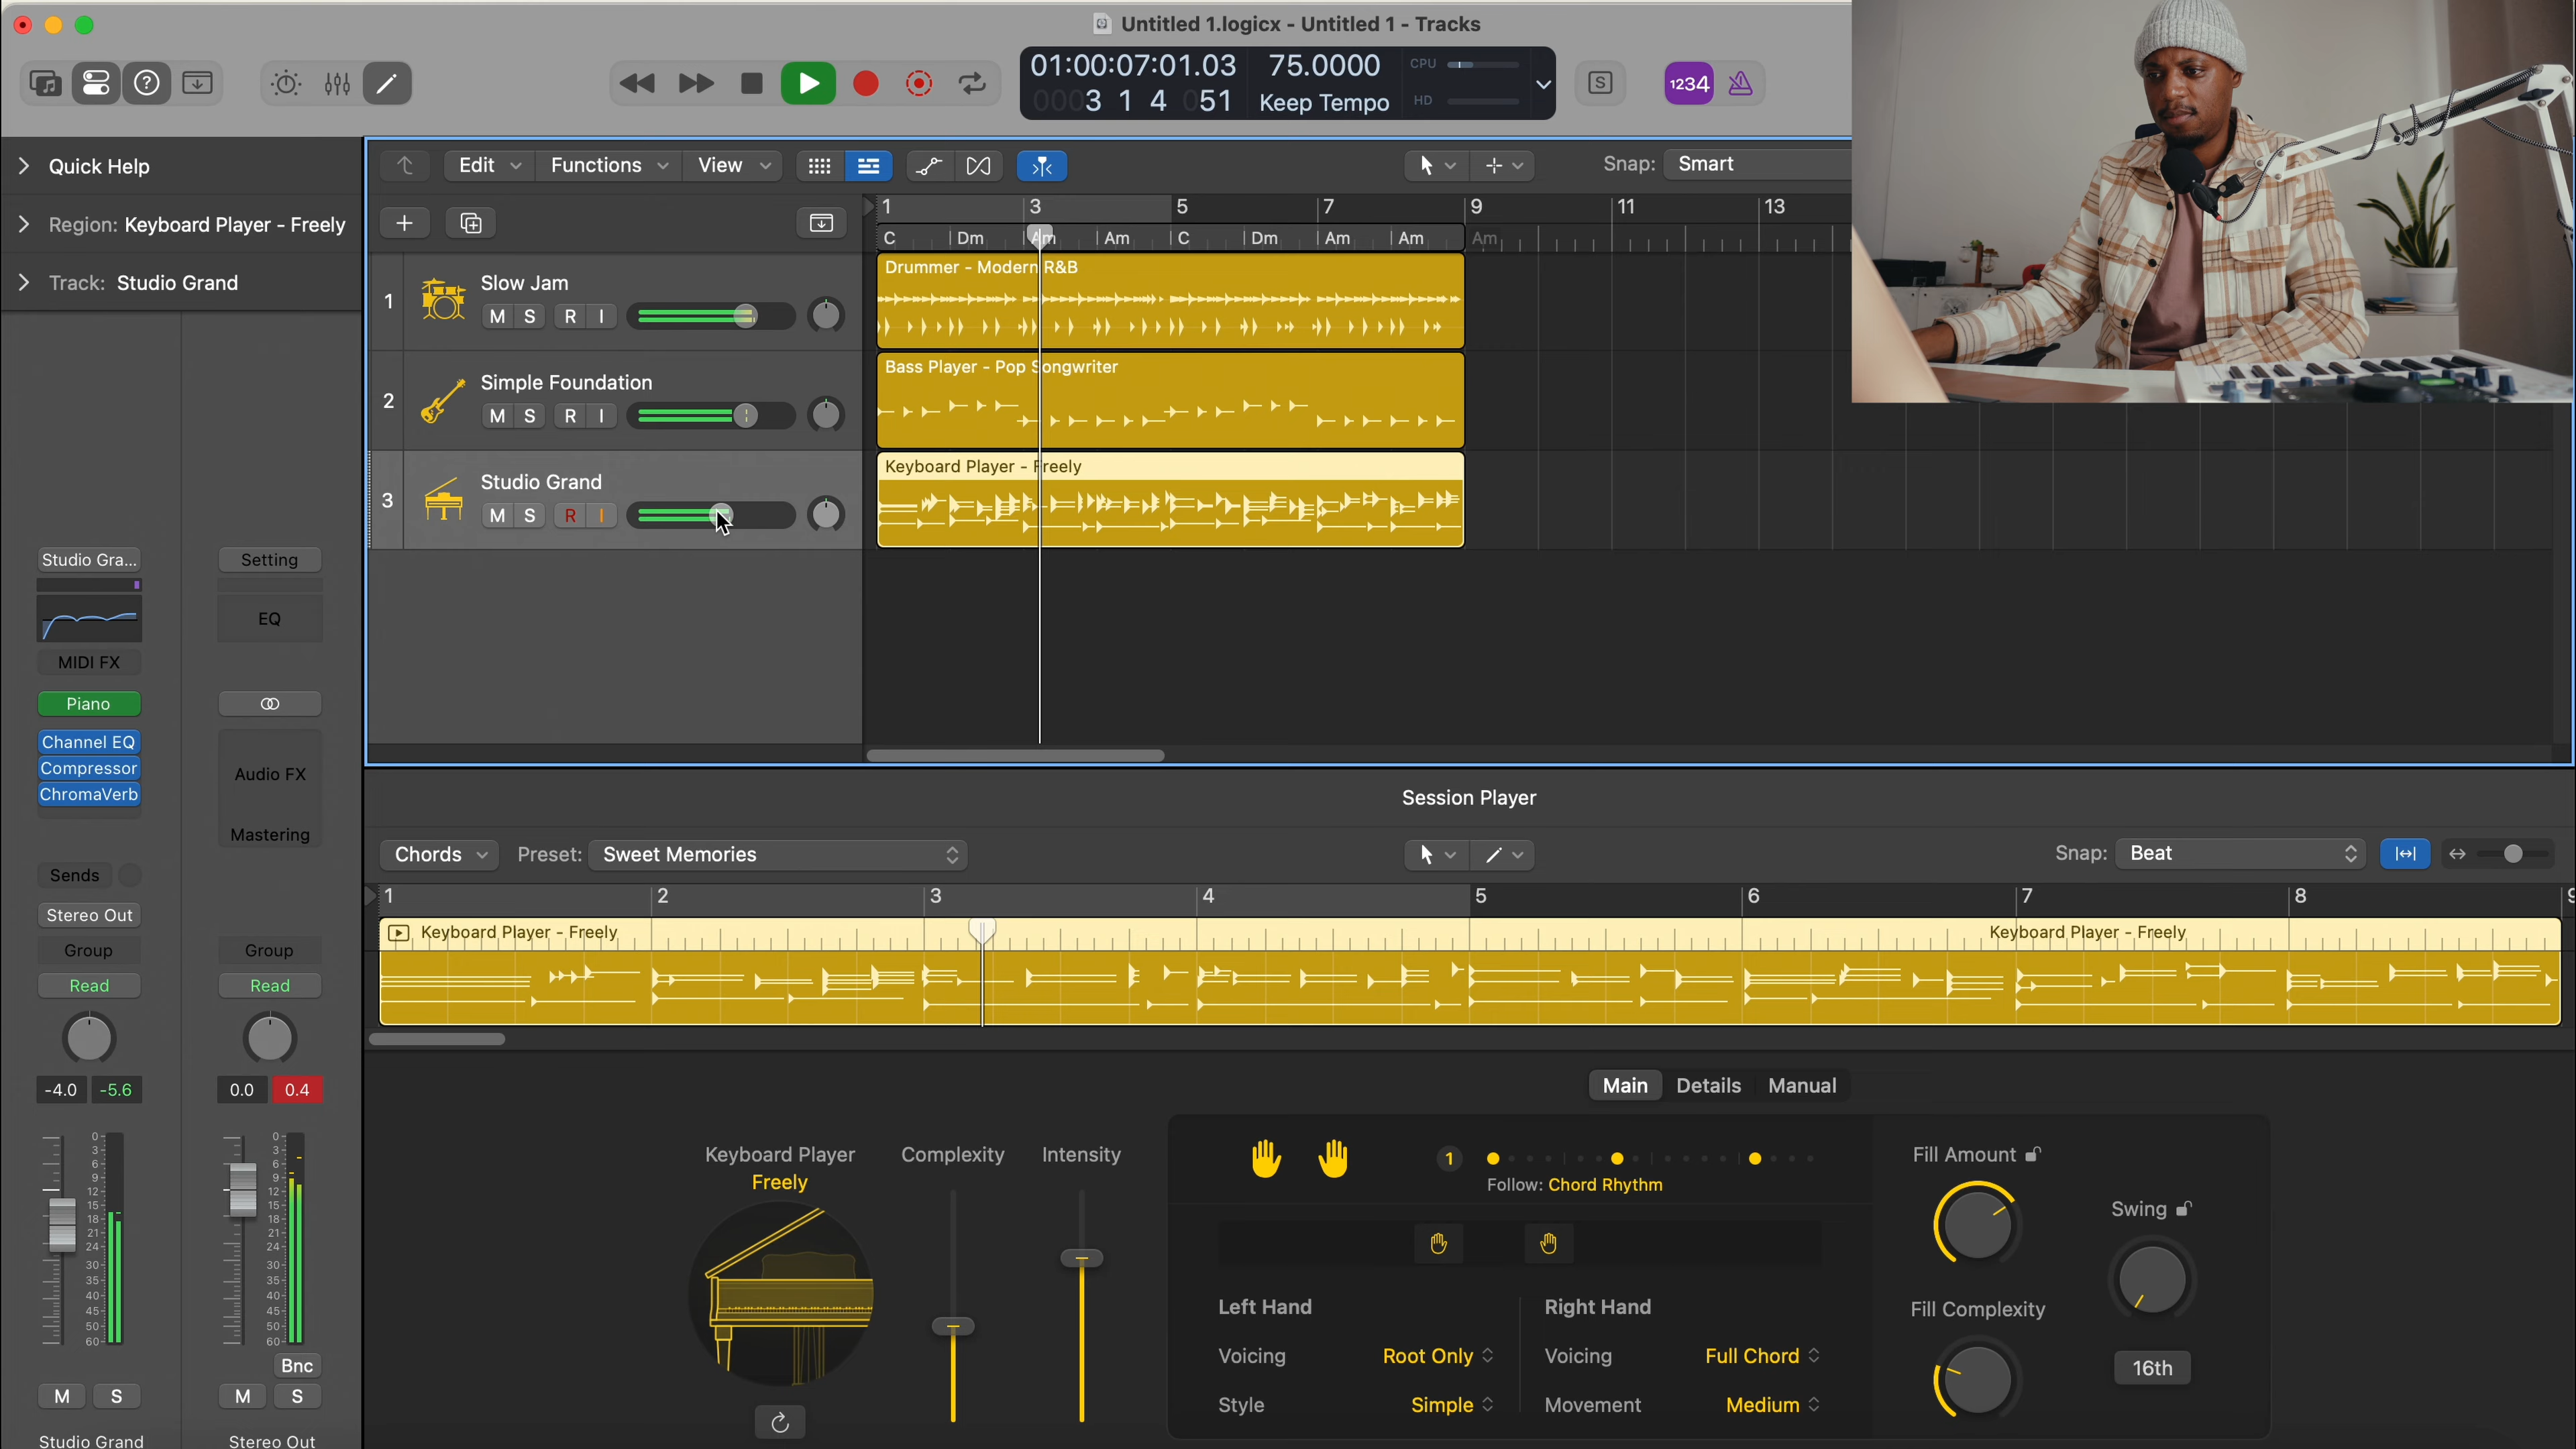 Untitled 1.logicx - Untitled 1 - Tracks
01:00:07:01.03 75.0000 CPU
0003 1 4 051 Keep Tempo HD
S 1234
Quick Help
Region: Keyboard Player - Freely
Track: Studio Grand
Edit Functions View Snap: Smart
1 3 5 7 9 11 13
C Dm Am Am C Dm Am Am Am
1 Slow Jam
M S R I
Drummer - Modern R&B
2 Simple Foundation
M S R I
Bass Player - Pop Songwriter
3 Studio Grand
M S R I
Keyboard Player - Freely
Studio Gra... Setting
EQ
MIDI FX
Piano
Channel EQ
Compressor
ChromaVerb
Audio FX
Mastering
Sends
Stereo Out
Group Group
Read Read
-4.0 -5.6 0.0 0.4
0 0
3 3
6 6
9 9
12 12
15 15
18 18
21 21
24 24
30 30
35 35
40 40
45 45
50 50
60 60
Bnc
M S M S
Studio Grand Stereo Out
Session Player
Chords Preset: Sweet Memories Snap: Beat
1 2 3 4 5 6 7 8 9
Keyboard Player - Freely Keyboard Player - Freely
Main Details Manual
Keyboard Player
Freely
Complexity Intensity
1
Follow: Chord Rhythm
Left Hand Right Hand
Voicing Root Only Voicing Full Chord
Style Simple Movement Medium
Fill Amount
Swing
Fill Complexity
16th